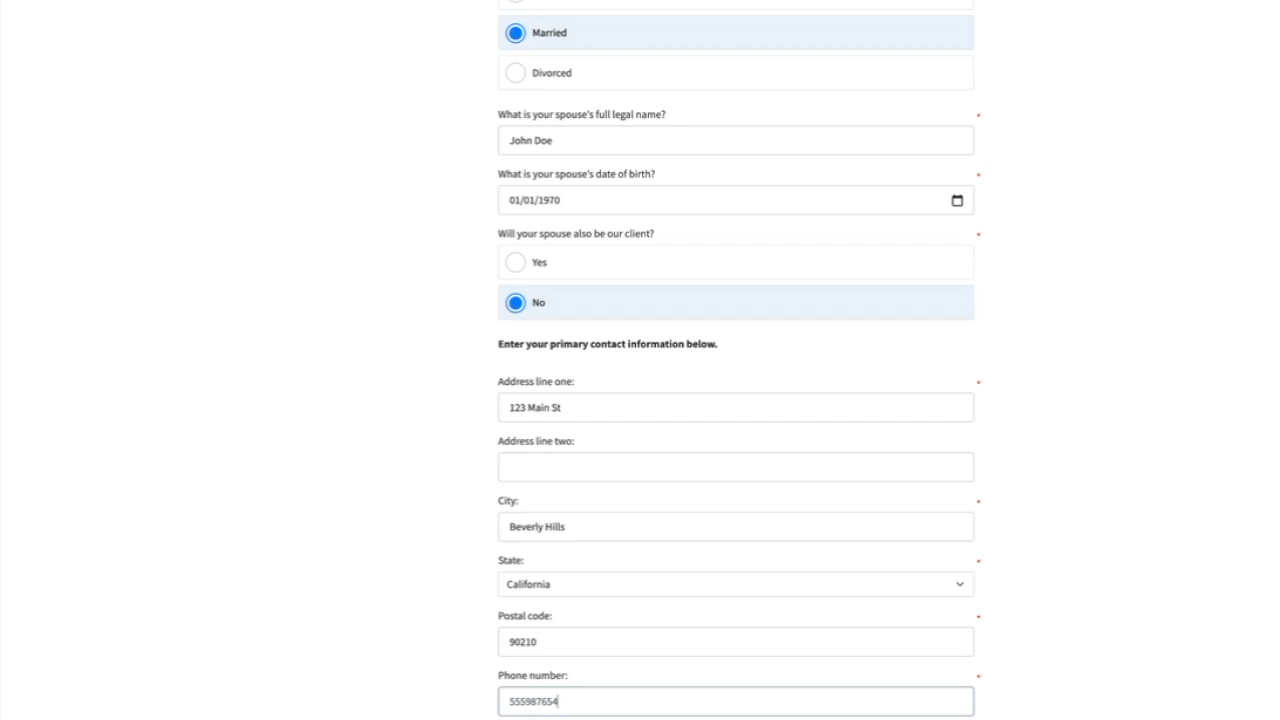 Married
Divorced
What is your spouse's full legal name?
John Doe
What is your spouse's date of birth?
01/01/1970
Will your spouse also be our client?
Yes
No
Enter your primary contact information below.
Address line one:
123 Main St
Address line two:
City:
Beverly Hills
State:
California
Postal code:
90210
Phone number:
555987654